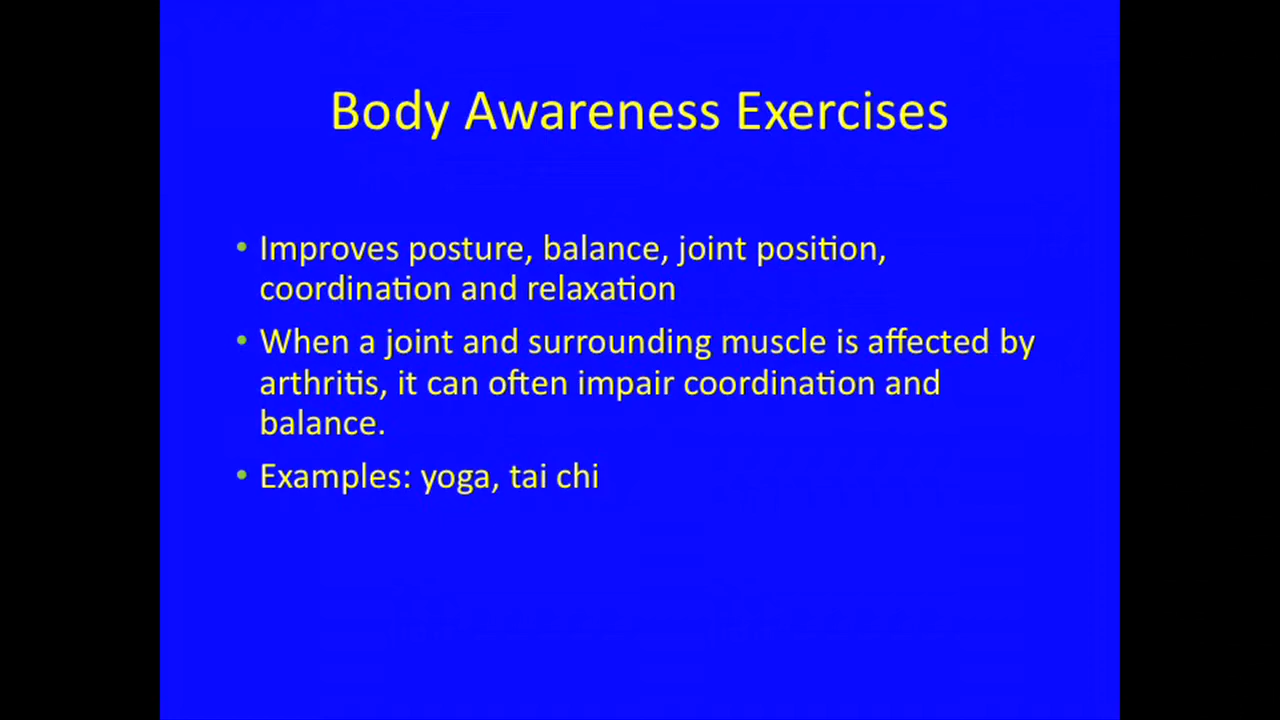 Body Awareness Exercises
• Improves posture, balance, joint position,
coordination and relaxation
• When a joint and surrounding muscle is affected by
arthritis, it can often impair coordination and
balance.
• Examples: yoga, tai chi